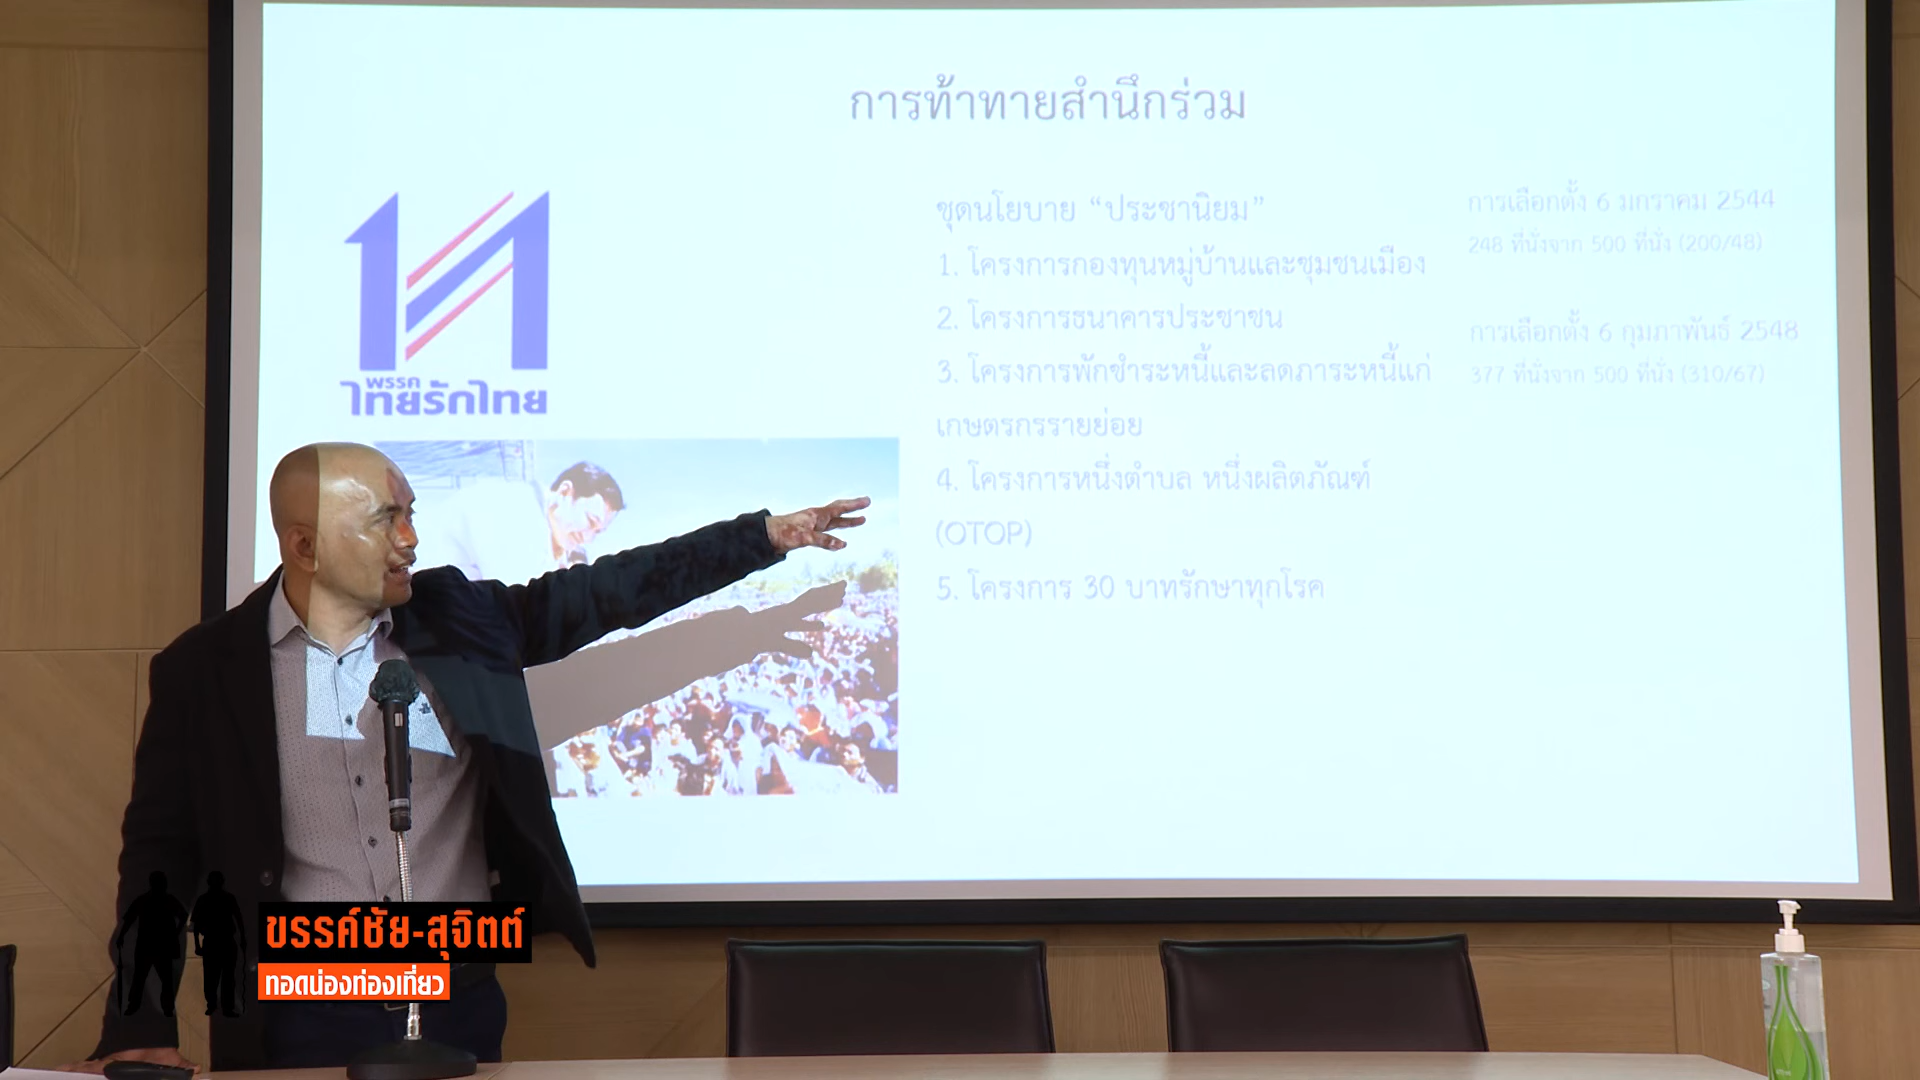 การท้าทายสำนึกร่วม
พรรค
ไทยรักไทย
ชุดนโยบาย “ประชานิยม”
1. โครงการกองทุนหมู่บ้านและชุมชนเมือง
2. โครงการธนาคารประชาชน
3. โครงการพักชำระหนี้และลดภาระหนี้แก่
เกษตรกรรายย่อย
4. โครงการหนึ่งตำบล หนึ่งผลิตภัณฑ์
(OTOP)
5. โครงการ 30 บาทรักษาทุกโรค
การเลือกตั้ง 6 มกราคม 2544
248 ที่นั่งจาก 500 ที่นั่ง (200/48)
การเลือกตั้ง 6 กุมภาพันธ์ 2548
377 ที่นั่งจาก 500 ที่นั่ง (310/67)
ขรรค์ชัย-สุจิตต์
ทอดน่องท่องเที่ยว